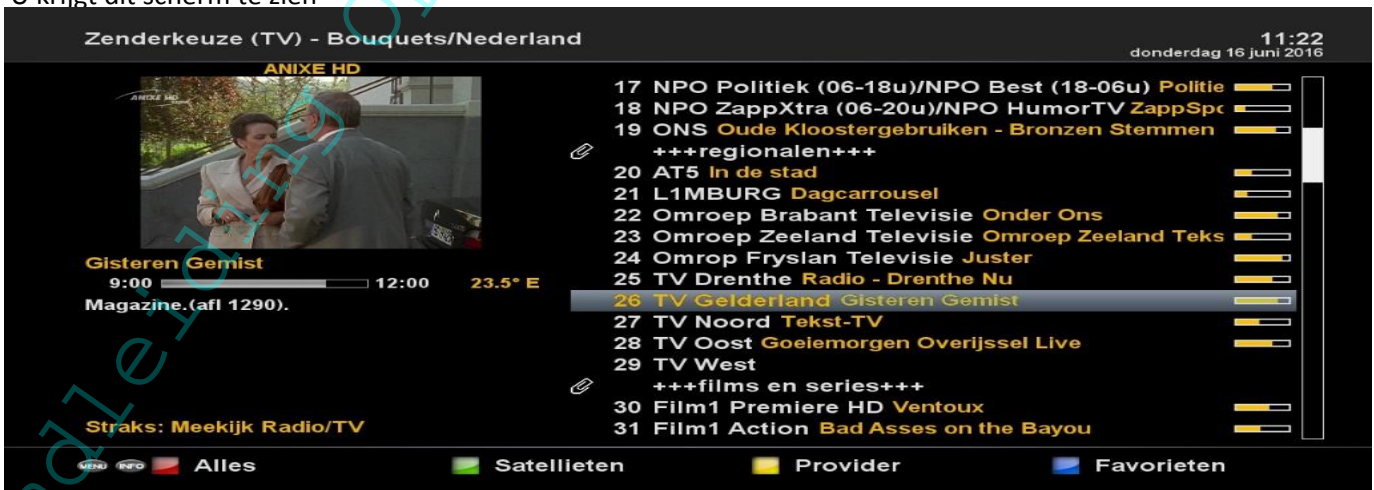 U krijgt dit scherm te zien
Zenderkeuze (TV) - Bouquets/Nederland
11:22
donderdag 16 juni 2016
ANIXE HD
ANIXE HD
Gisteren Gemist
9:00 12:00 23.5° E
Magazine.(afl 1290).
Straks: Meekijk Radio/TV
17 NPO Politiek (06-18u)/NPO Best (18-06u) Politie
18 NPO ZappXtra (06-20u)/NPO HumorTV ZappSpo
19 ONS Oude Kloostergebruiken - Bronzen Stemmen
+++regionalen+++
20 AT5 In de stad
21 L1MBURG Dagcarrousel
22 Omroep Brabant Televisie Onder Ons
23 Omroep Zeeland Televisie Omroep Zeeland Teks
24 Omrop Fryslan Televisie Juster
25 TV Drenthe Radio - Drenthe Nu
26 TV Gelderland Gisteren Gemist
27 TV Noord Tekst-TV
28 TV Oost Goeiemorgen Overijssel Live
29 TV West
+++films en series+++
30 Film1 Premiere HD Ventoux
31 Film1 Action Bad Asses on the Bayou
MENU INFO Alles Satellieten Provider Favorieten
ndleiding o